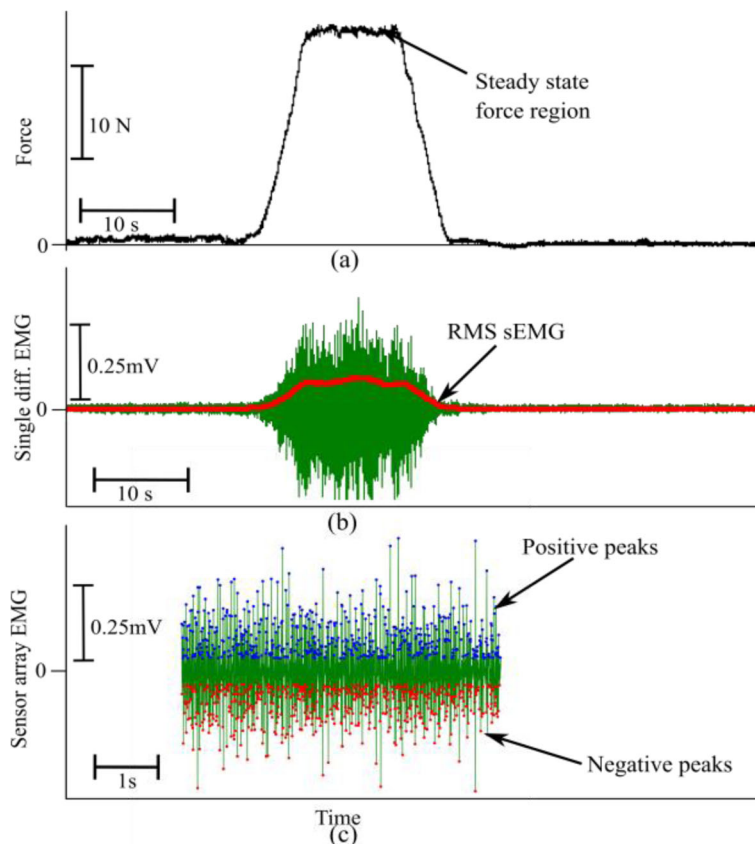 Steady state
force region
10 N
Force
10 s
0
(a)
RMS sEMG
0.25mV
Single diff. EMG
0
10 s
(b)
Positive peaks
0.25mV
Sensor array EMG
0
Negative peaks
1s
Time
(c)